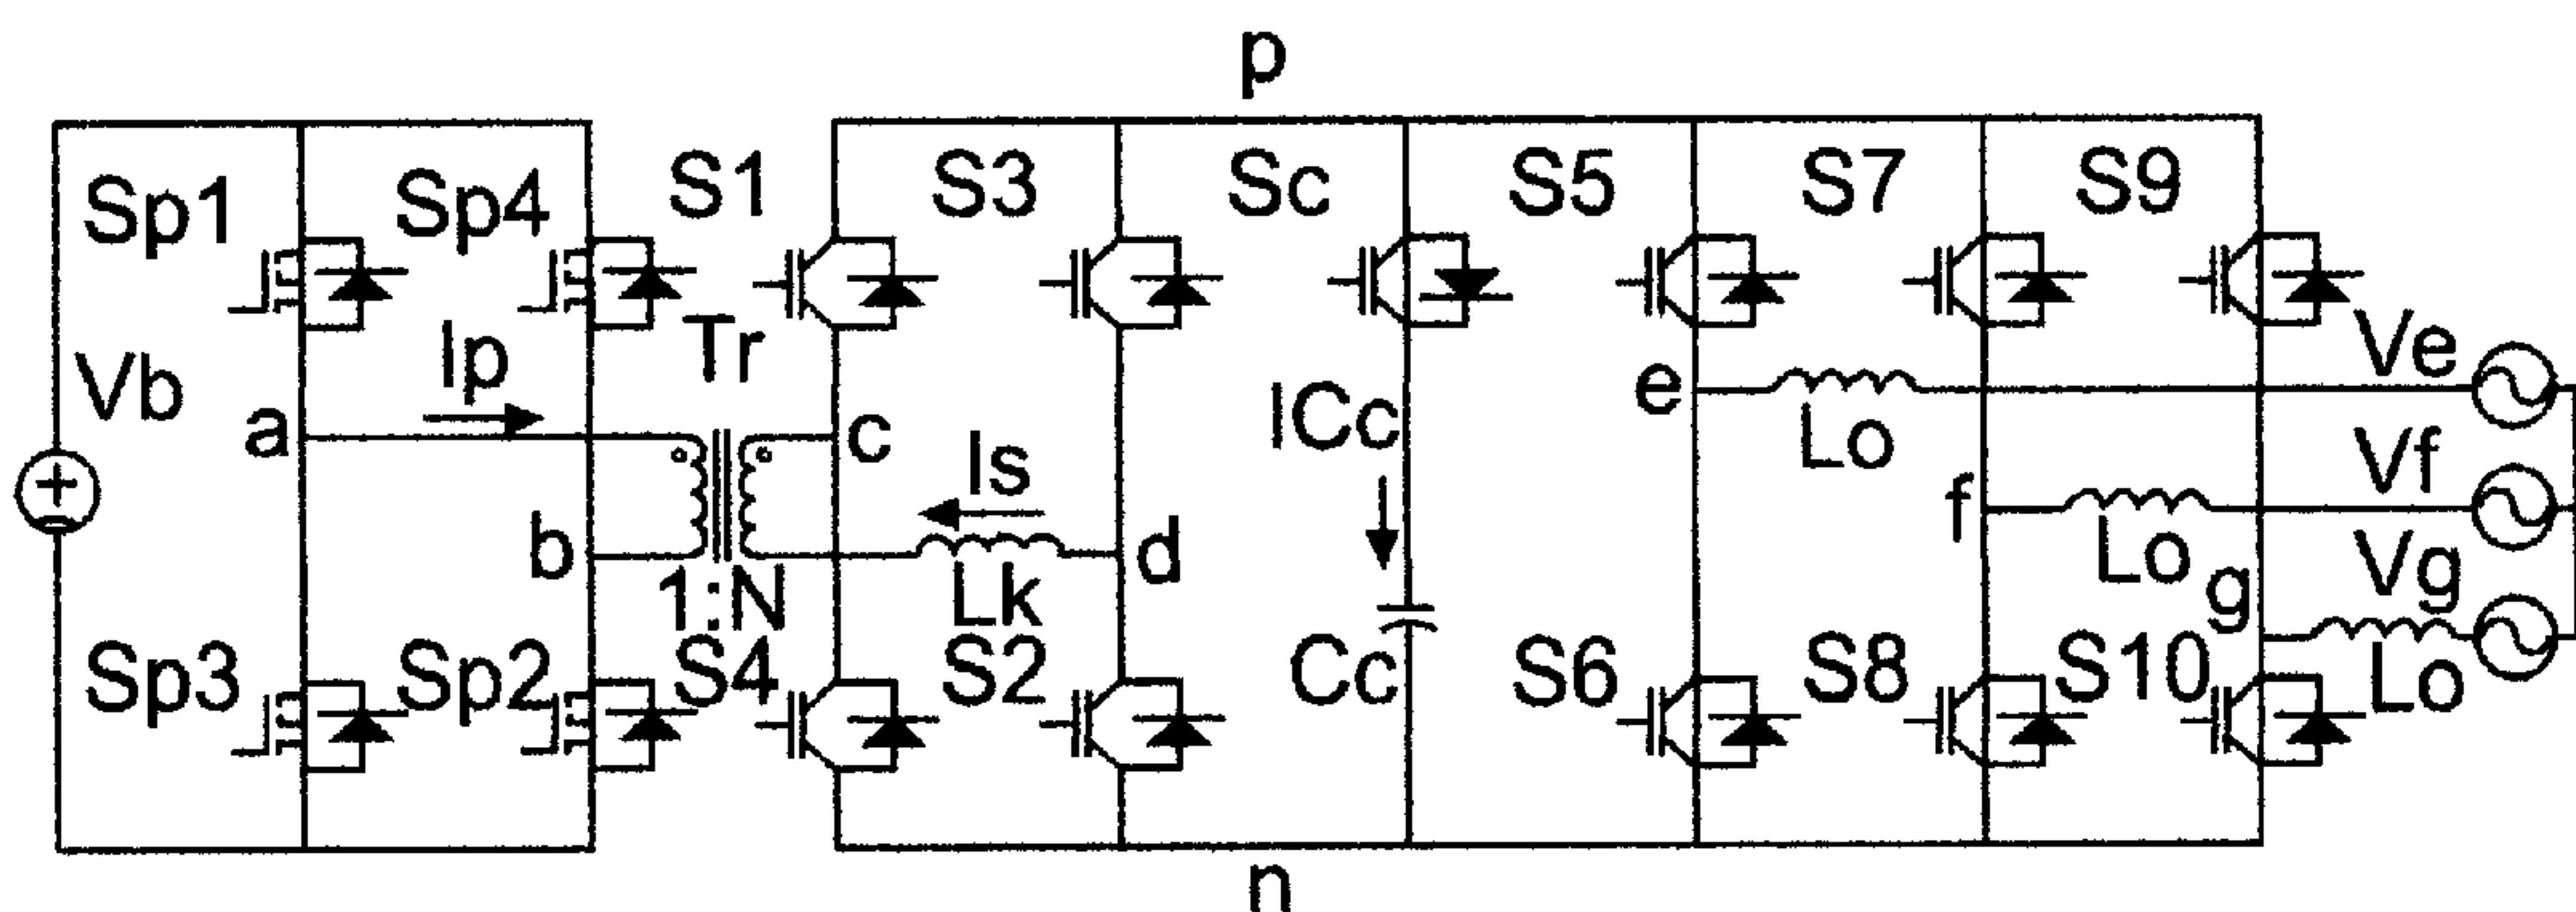 p
Sp1
Sp4
S1
S3
Sc
S5
S7
S9
Vb
Ip
Tr
a
c
Is
ICc
e
Lo
Ve
f
Vf
b
1:N
Lk
d
Lo
g
Vg
Sp3
Sp2
S4
S2
Cc
S6
S8
S10
Lo
n